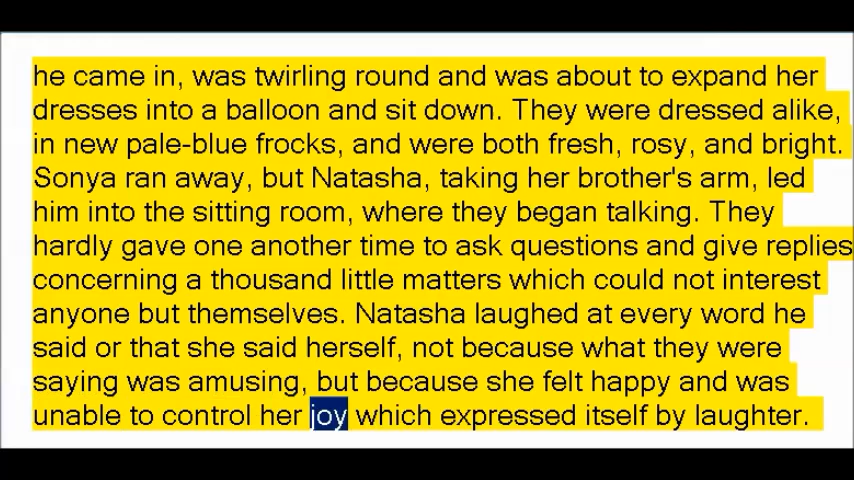 he came in, was twirling round and was about to expand her
dresses into a balloon and sit down. They were dressed alike,
in new pale-blue frocks, and were both fresh, rosy, and bright.
Sonya ran away, but Natasha, taking her brother's arm, led
him into the sitting room, where they began talking. They
hardly gave one another time to ask questions and give replies
concerning a thousand little matters which could not interest
anyone but themselves. Natasha laughed at every word he
said or that she said herself, not because what they were
saying was amusing, but because she felt happy and was
unable to control her joy which expressed itself by laughter.